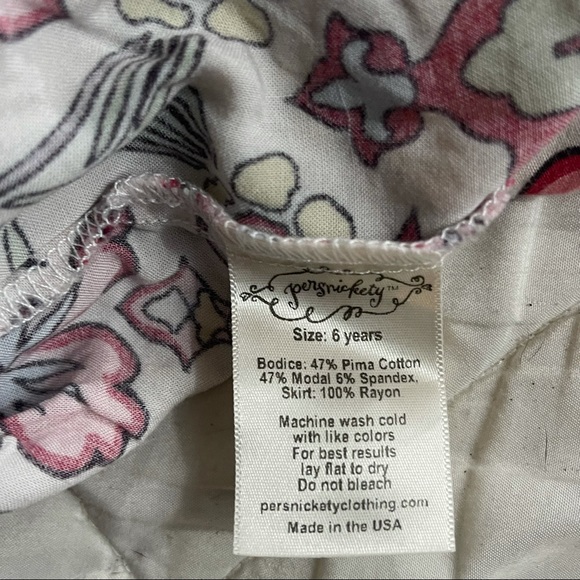 persnickety™
Size: 6 years
Bodice: 47% Pima Cotton
47% Modal 6% Spandex,
Skirt: 100% Rayon
Machine wash cold
with like colors
For best results
lay flat to dry
Do not bleach
persnicketyclothing.com
Made in the USA